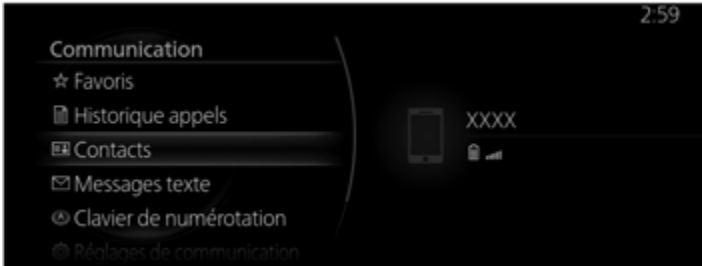 2:59
Communication
Favoris
Historique appels
Contacts
XXXX
Messages texte
Clavier de numérotation
Réglages de communication